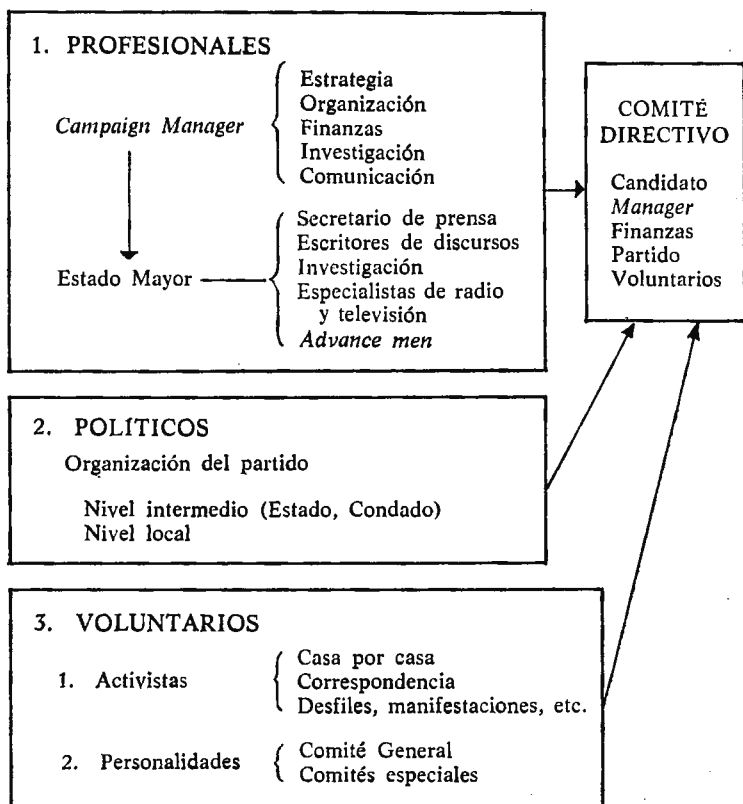 1. PROFESIONALES
Campaign Manager
Estrategia
Organización
Finanzas
Investigación
Comunicación
Estado Mayor
Secretario de prensa
Escritores de discursos
Investigación
Especialistas de radio
y televisión
Advance men
COMITÉ
DIRECTIVO
Candidato
Manager
Finanzas
Partido
Voluntarios
2. POLITICOS
Organización del partido
Nivel intermedio (Estado, Condado)
Nivel local
3. VOLUNTARIOS
1. Activistas
Casa por casa
Correspondencia
Desfiles, manifestaciones, etc.
2. Personalidades
Comité General
Comités especiales